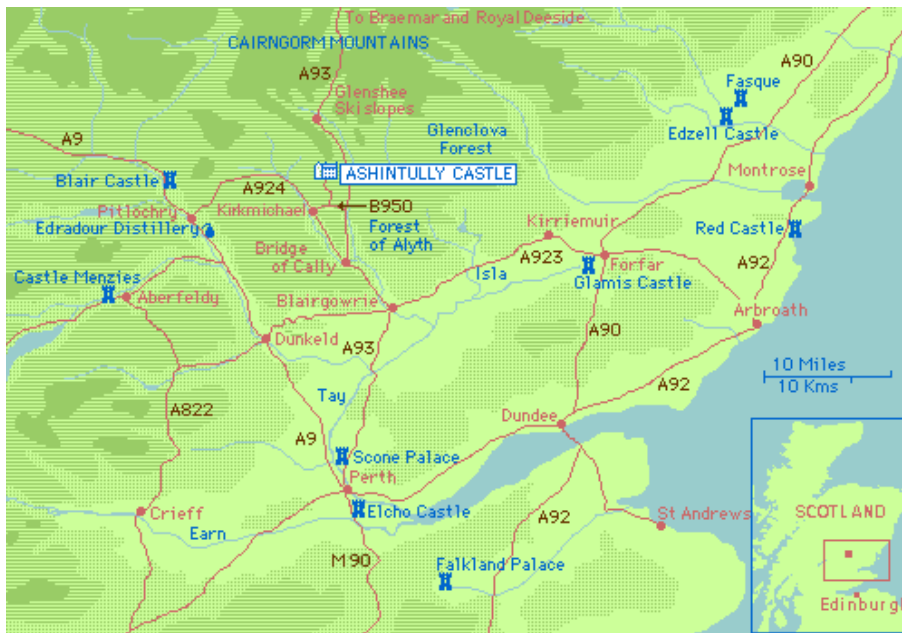 To Braemar and Royal Deeside
CAIRNGORM MOUNTAINS
A90
A93
Fasque
Glenshee
Ski slopes
Glenclova
Forest
Edzell Castle
A9
Montrose
Blair Castle
A924
ASHINTULLY CASTLE
Pitlochry
Kirkmichael
B950
Edradour Distillery
Forest
of Alyth
Kirriemuir
Red Castle
Bridge
of Cally
A923
Forfar
A92
Castle Menzies
Isla
Glamis Castle
Aberfeldy
Blairgowrie
Arbroath
Dunkeld
A93
A90
10 Miles
10 Kms
Tay
A92
A822
Dundee
A9
Scone Palace
Perth
Crieff
Elcho Castle
St Andrews
SCOTLAND
Earn
A92
M90
Falkland Palace
Edinburgh